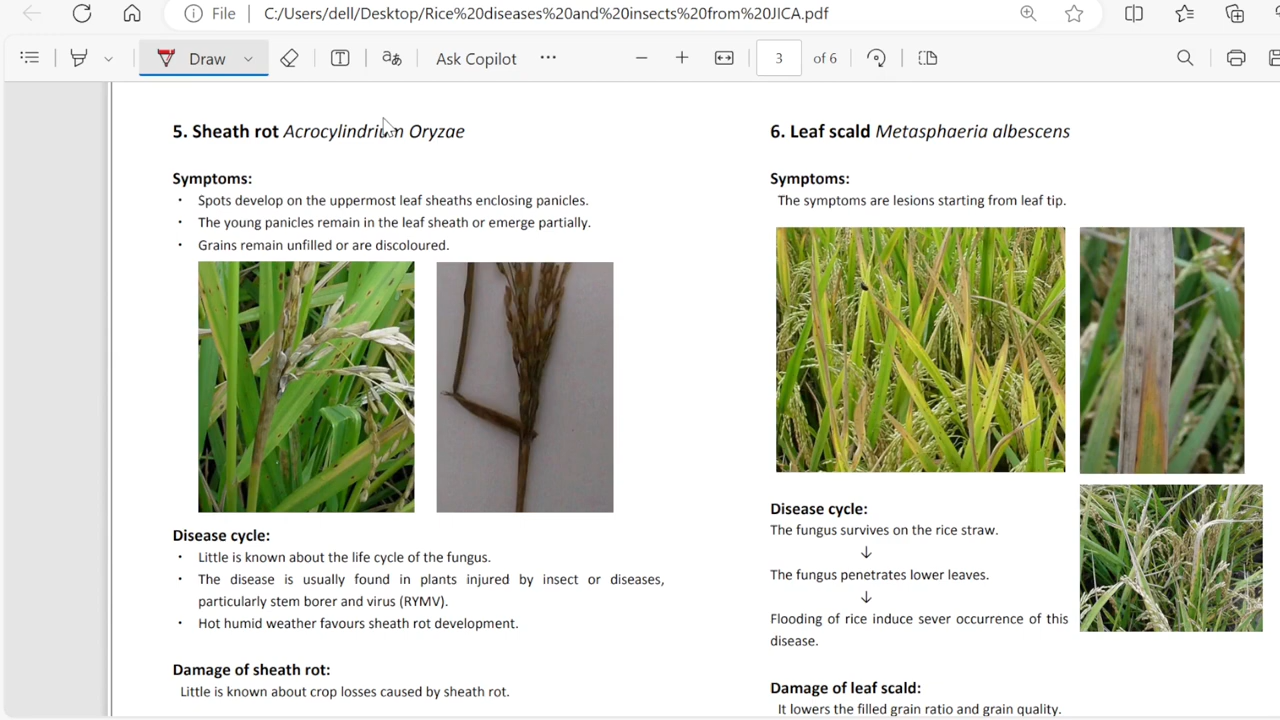 File C:/Users/dell/Desktop/Rice%20diseases%20and%20insects%20from%20JICA.pdf
Draw aあ Ask Copilot 3 of 6
5. Sheath rot Acrocylindrium Oryzae
Symptoms:
• Spots develop on the uppermost leaf sheaths enclosing panicles.
• The young panicles remain in the leaf sheath or emerge partially.
• Grains remain unfilled or are discoloured.
Disease cycle:
• Little is known about the life cycle of the fungus.
• The disease is usually found in plants injured by insect or diseases,
particularly stem borer and virus (RYMV).
• Hot humid weather favours sheath rot development.
Damage of sheath rot:
Little is known about crop losses caused by sheath rot.
6. Leaf scald Metasphaeria albescens
Symptoms:
The symptoms are lesions starting from leaf tip.
Disease cycle:
The fungus survives on the rice straw.
↓
The fungus penetrates lower leaves.
↓
Flooding of rice induce sever occurrence of this
disease.
Damage of leaf scald:
It lowers the filled grain ratio and grain quality.